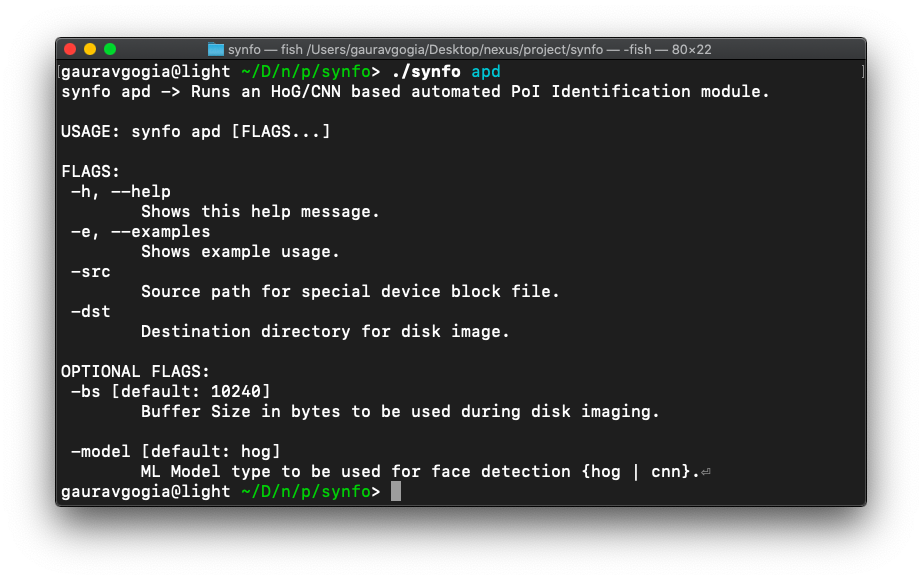 synfo — fish /Users/gauravgogia/Desktop/nexus/project/synfo — -fish — 80×22
[gauravgogia@light ~/D/n/p/synfo> ./synfo apd ]
synfo apd -> Runs an HoG/CNN based automated PoI Identification module.
USAGE: synfo apd [FLAGS...]
FLAGS:
-h, --help
Shows this help message.
-e, --examples
Shows example usage.
-src
Source path for special device block file.
-dst
Destination directory for disk image.
OPTIONAL FLAGS:
-bs [default: 10240]
Buffer Size in bytes to be used during disk imaging.
-model [default: hog]
ML Model type to be used for face detection {hog | cnn}.⏎
gauravgogia@light ~/D/n/p/synfo>